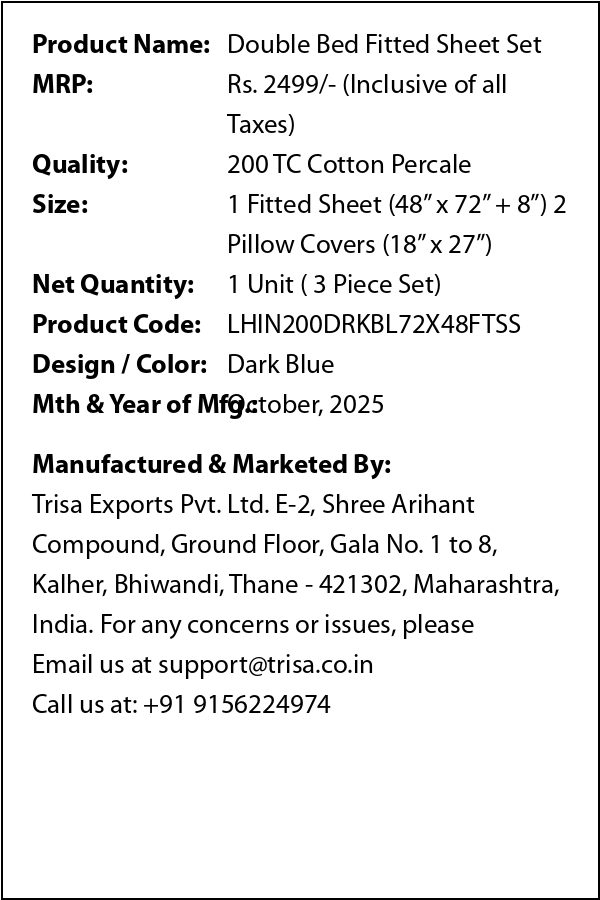 Product Name: Double Bed Fitted Sheet Set
MRP: Rs. 2499/- (Inclusive of all
Taxes)
Quality: 200 TC Cotton Percale
Size: 1 Fitted Sheet (48” x 72” + 8”) 2
Pillow Covers (18” x 27”)
Net Quantity: 1 Unit ( 3 Piece Set)
Product Code: LHIN200DRKBL72X48FTSS
Design / Color: Dark Blue
Mth & Year of Mfg.: October, 2025
Manufactured & Marketed By:
Trisa Exports Pvt. Ltd. E-2, Shree Arihant
Compound, Ground Floor, Gala No. 1 to 8,
Kalher, Bhiwandi, Thane - 421302, Maharashtra,
India. For any concerns or issues, please
Email us at support@trisa.co.in
Call us at: +91 9156224974